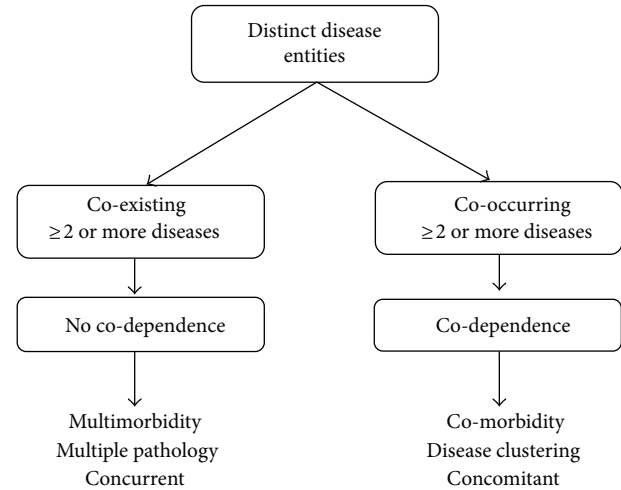 Distinct disease
entities
Co-existing
≥2 or more diseases
Co-occurring
≥2 or more diseases
No co-dependence
Co-dependence
Multimorbidity
Multiple pathology
Concurrent
Co-morbidity
Disease clustering
Concomitant